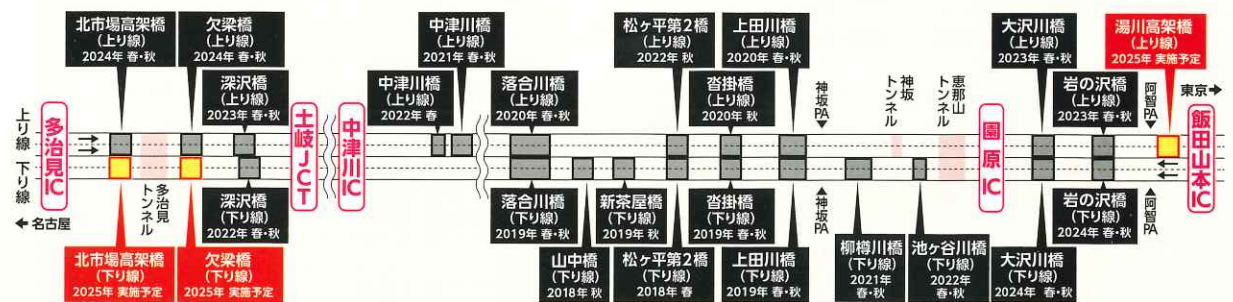 北市場高架橋
(上り線)
2024年 春・秋
欠梁橋
(上り線)
2024年 春・秋
深沢橋
(上り線)
2023年 春・秋
中津川橋
(上り線)
2021年 春・秋
中津川橋
(上り線)
2022年 春
落合川橋
(上り線)
2020年 春・秋
松ヶ平第2橋
(上り線)
2022年 秋
沓掛橋
(上り線)
2020年 秋
上田川橋
(上り線)
2020年 春・秋
神坂PA
神坂
トンネル
恵那山
トンネル
大沢川橋
(上り線)
2023年 春・秋
岩の沢橋
(上り線)
2023年 春・秋
阿智PA
湯川高架橋
(上り線)
2025年 実施予定
東京→
上り線
下り線
←名古屋
多治見IC
土岐JCT
中津川IC
園原IC
飯田山本IC
北市場高架橋
(下り線)
2025年 実施予定
多治見
トンネル
欠梁橋
(下り線)
2025年 実施予定
深沢橋
(下り線)
2022年 春・秋
落合川橋
(下り線)
2019年 春・秋
山中橋
(下り線)
2018年 秋
新茶屋橋
(下り線)
2019年 秋
松ヶ平第2橋
(下り線)
2018年 春
沓掛橋
(下り線)
2019年 春・秋
上田川橋
(下り線)
2019年 春・秋
神坂PA
柳樽川橋
(下り線)
2021年
春・秋
池ヶ谷川橋
(下り線)
2022年
春・秋
大沢川橋
(下り線)
2024年 春・秋
岩の沢橋
(下り線)
2024年 春・秋
阿智PA